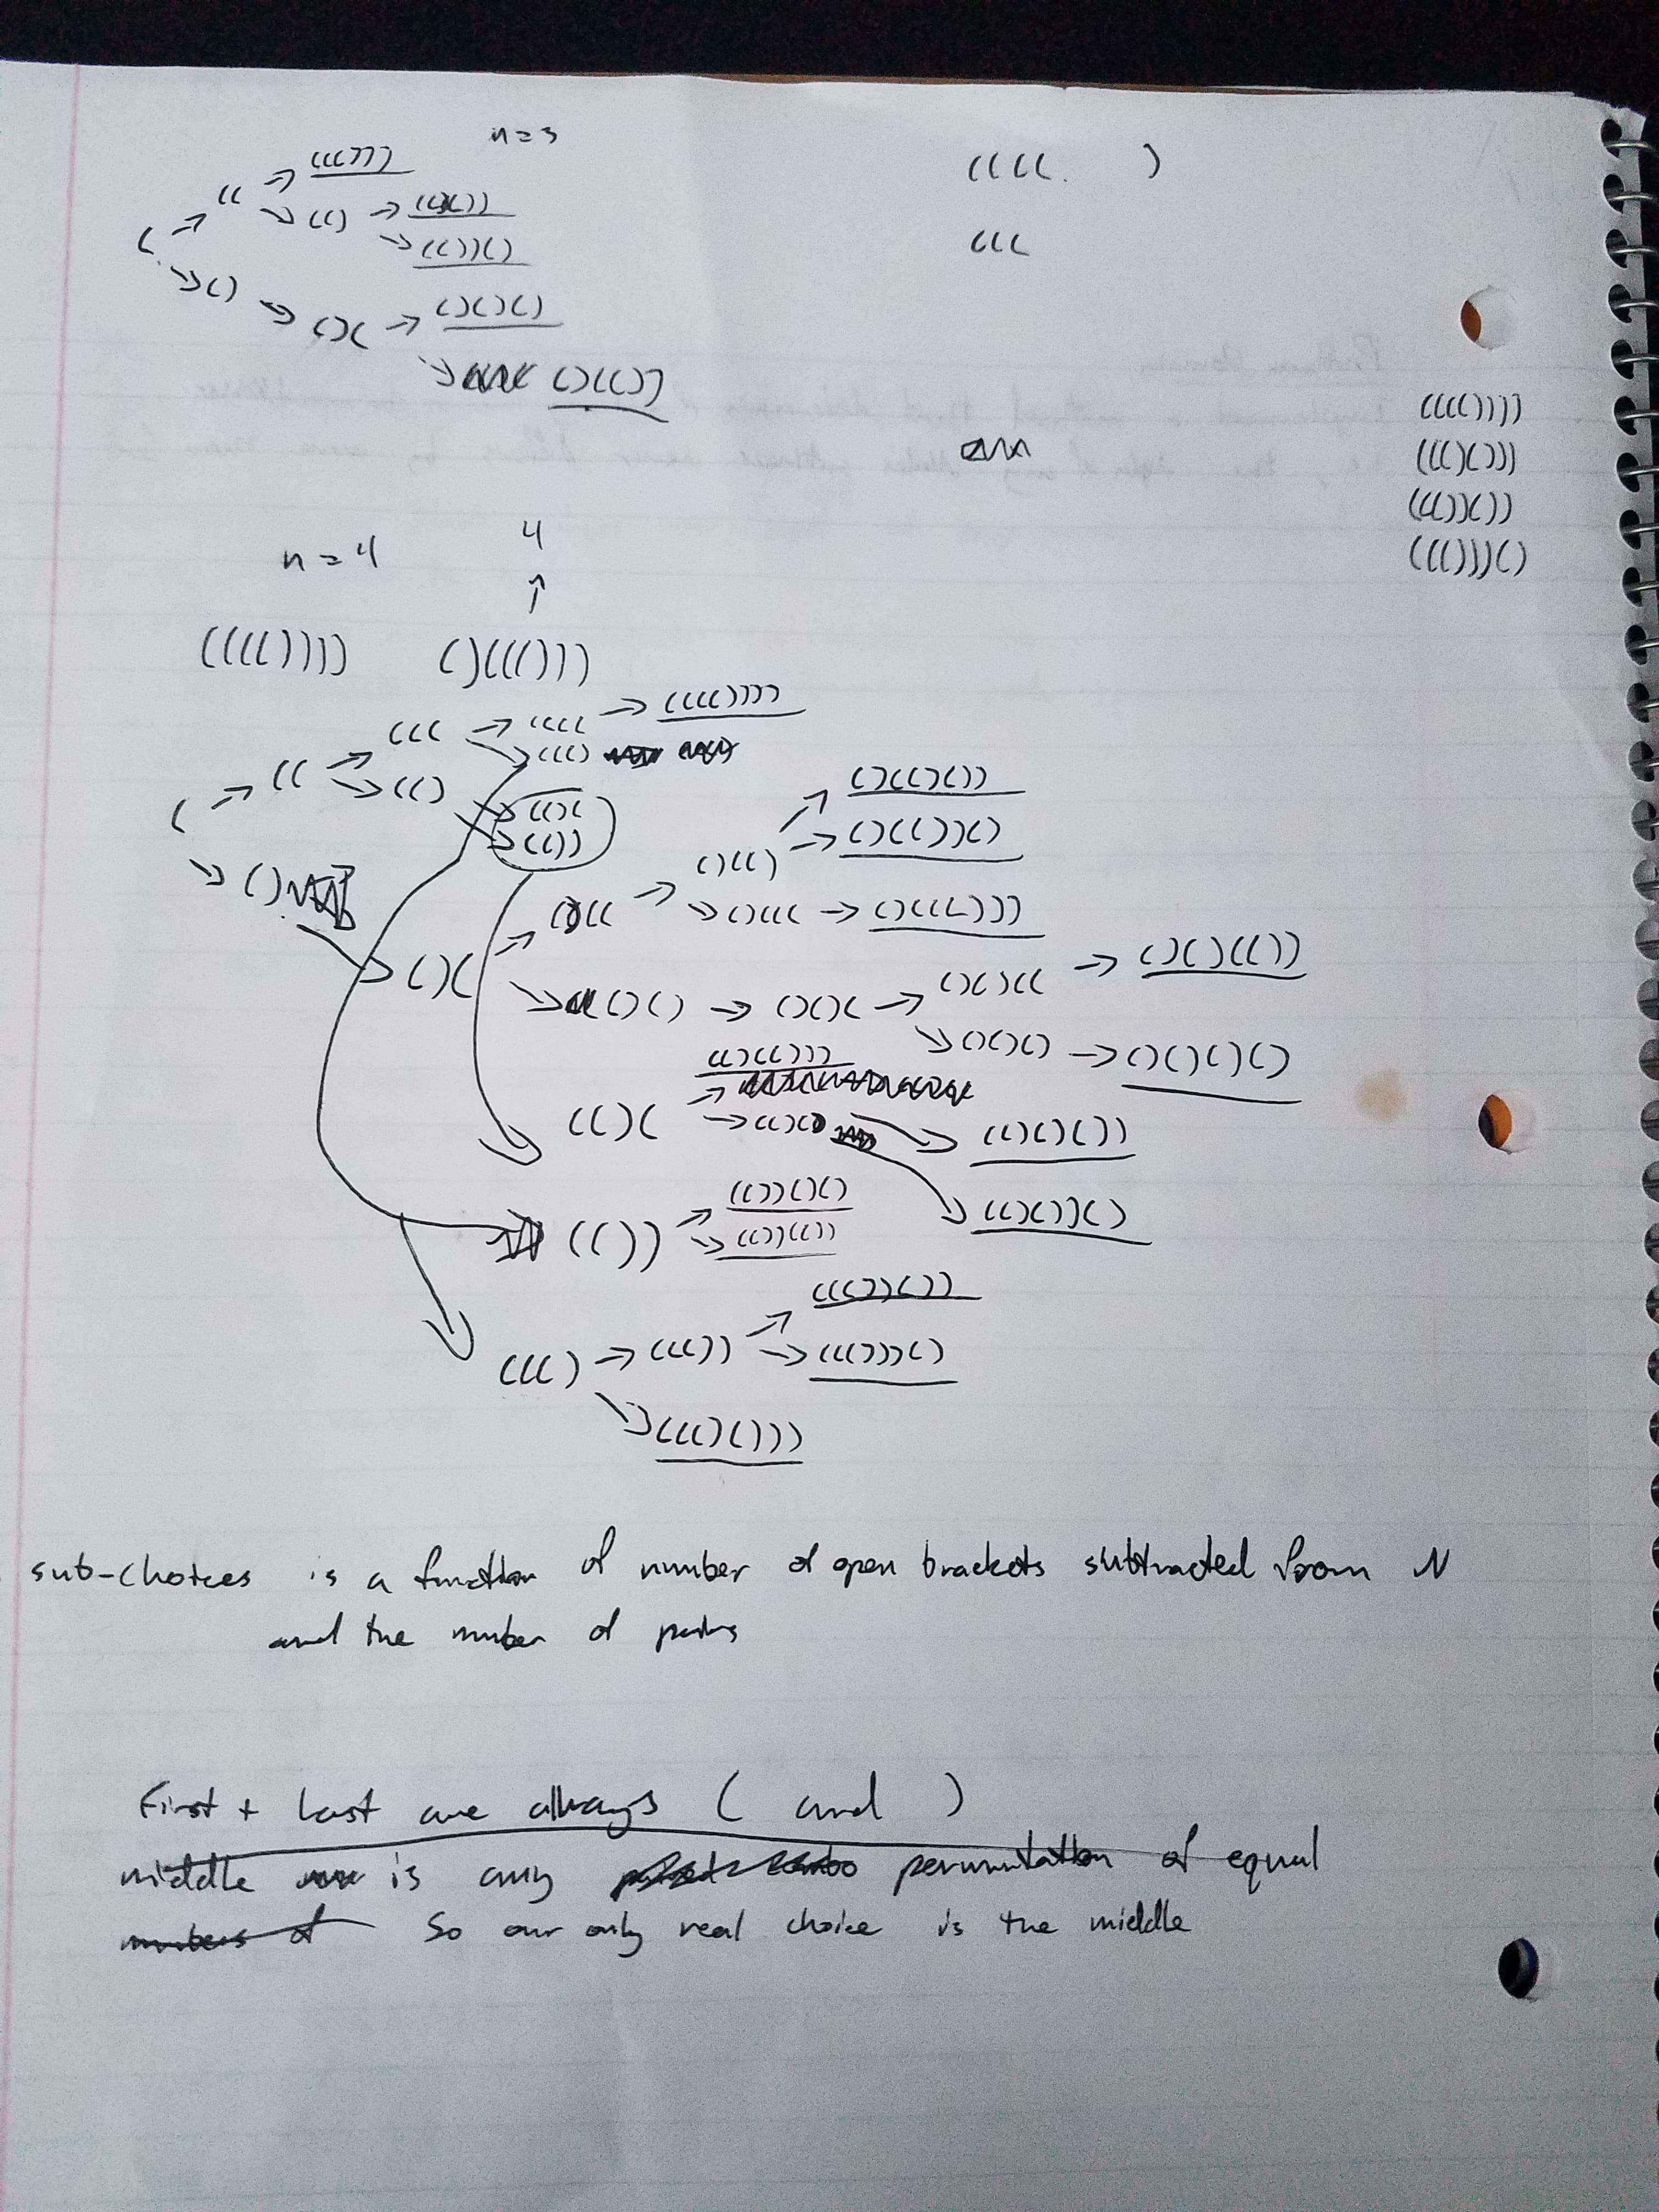 n=3
((()))
((
(() → (()())
(())()
(
()
()( → ()()()
()(())
(((( )
(((
(((())))
((()()))
((())())
((()))()
4
n=4
↑
(((()))) ()((()))
((( → (((( → (((())))
((()
(( → (()
(()(
(())
(
()
()(()())
()(())()
()(()
()(( → ()((( → ()((()))
()(
()() → ()()( → ()()(( → ()()(())
()()() → ()()()()
(()(()))
(()( → (()() → (()()())
(()())()
(())()()
(())
(())(())
((())())
((() → ((()) → ((()))()
((()()))
sub-choices is a function of number of open brackets subtracted from N
and the number of pairs
First + last are always ( and )
middle is any permutation of equal
numbers of So our only real choice is the middle